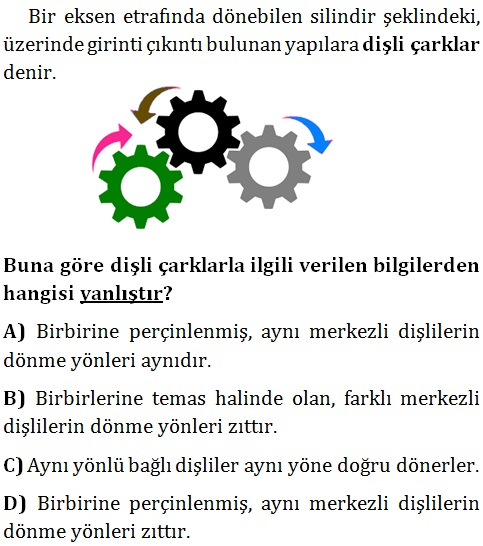 Bir eksen etrafında dönebilen silindir şeklindeki,
üzerinde girinti çıkıntı bulunan yapılara dişli çarklar
denir.
Buna göre dişli çarklarla ilgili verilen bilgilerden
hangisi yanlıştır?
A) Birbirine perçinlenmiş, aynı merkezli dişlilerin
dönme yönleri aynıdır.
B) Birbirlerine temas halinde olan, farklı merkezli
dişlilerin dönme yönleri zıttır.
C) Aynı yönlü bağlı dişliler aynı yöne doğru dönerler.
D) Birbirine perçinlenmiş, aynı merkezli dişlilerin
dönme yönleri zıttır.